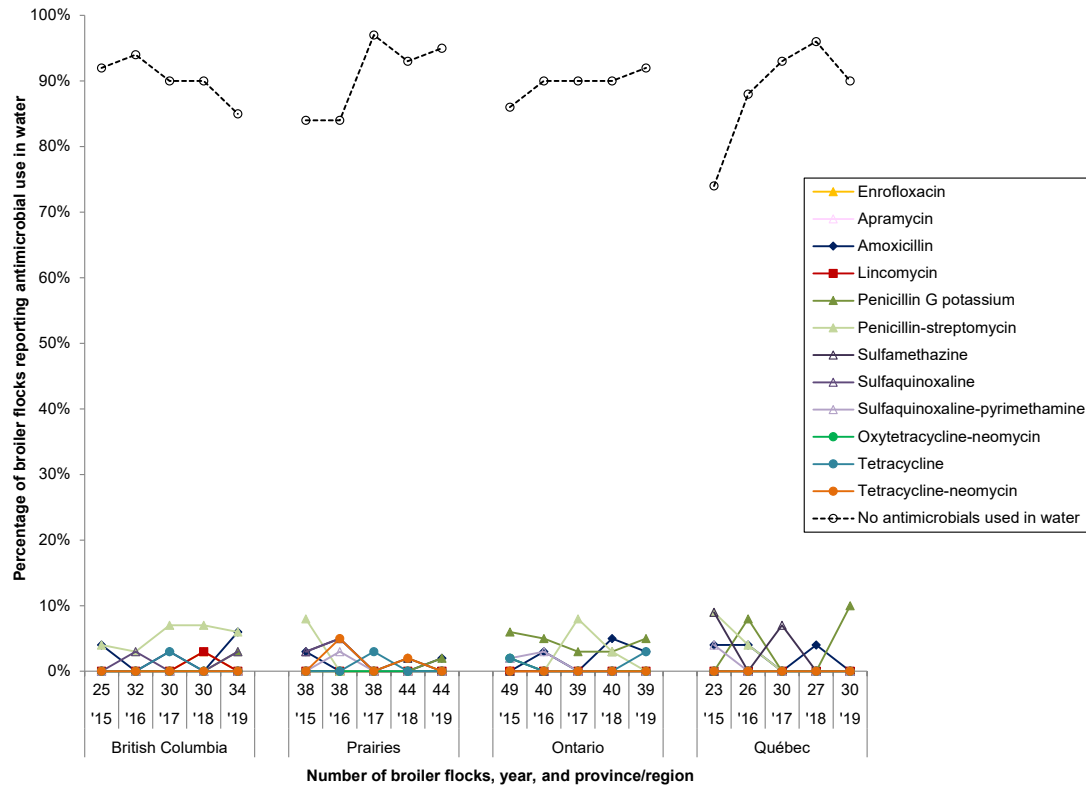 Percentage of broiler flocks reporting antimicrobial use in water
100%
90%
80%
70%
60%
50%
40%
30%
20%
10%
0%
Enrofloxacin
Apramycin
Amoxicillin
Lincomycin
Penicillin G potassium
Penicillin-streptomycin
Sulfamethazine
Sulfaquinoxaline
Sulfaquinoxaline-pyrimethamine
Oxytetracycline-neomycin
Tetracycline
Tetracycline-neomycin
No antimicrobials used in water
25 32 30 30 34 38 38 38 44 44 49 40 39 40 39 23 26 30 27 30
'15 '16 '17 '18 '19 '15 '16 '17 '18 '19 '15 '16 '17 '18 '19 '15 '16 '17 '18 '19
British Columbia Prairies Ontario Québec
Number of broiler flocks, year, and province/region